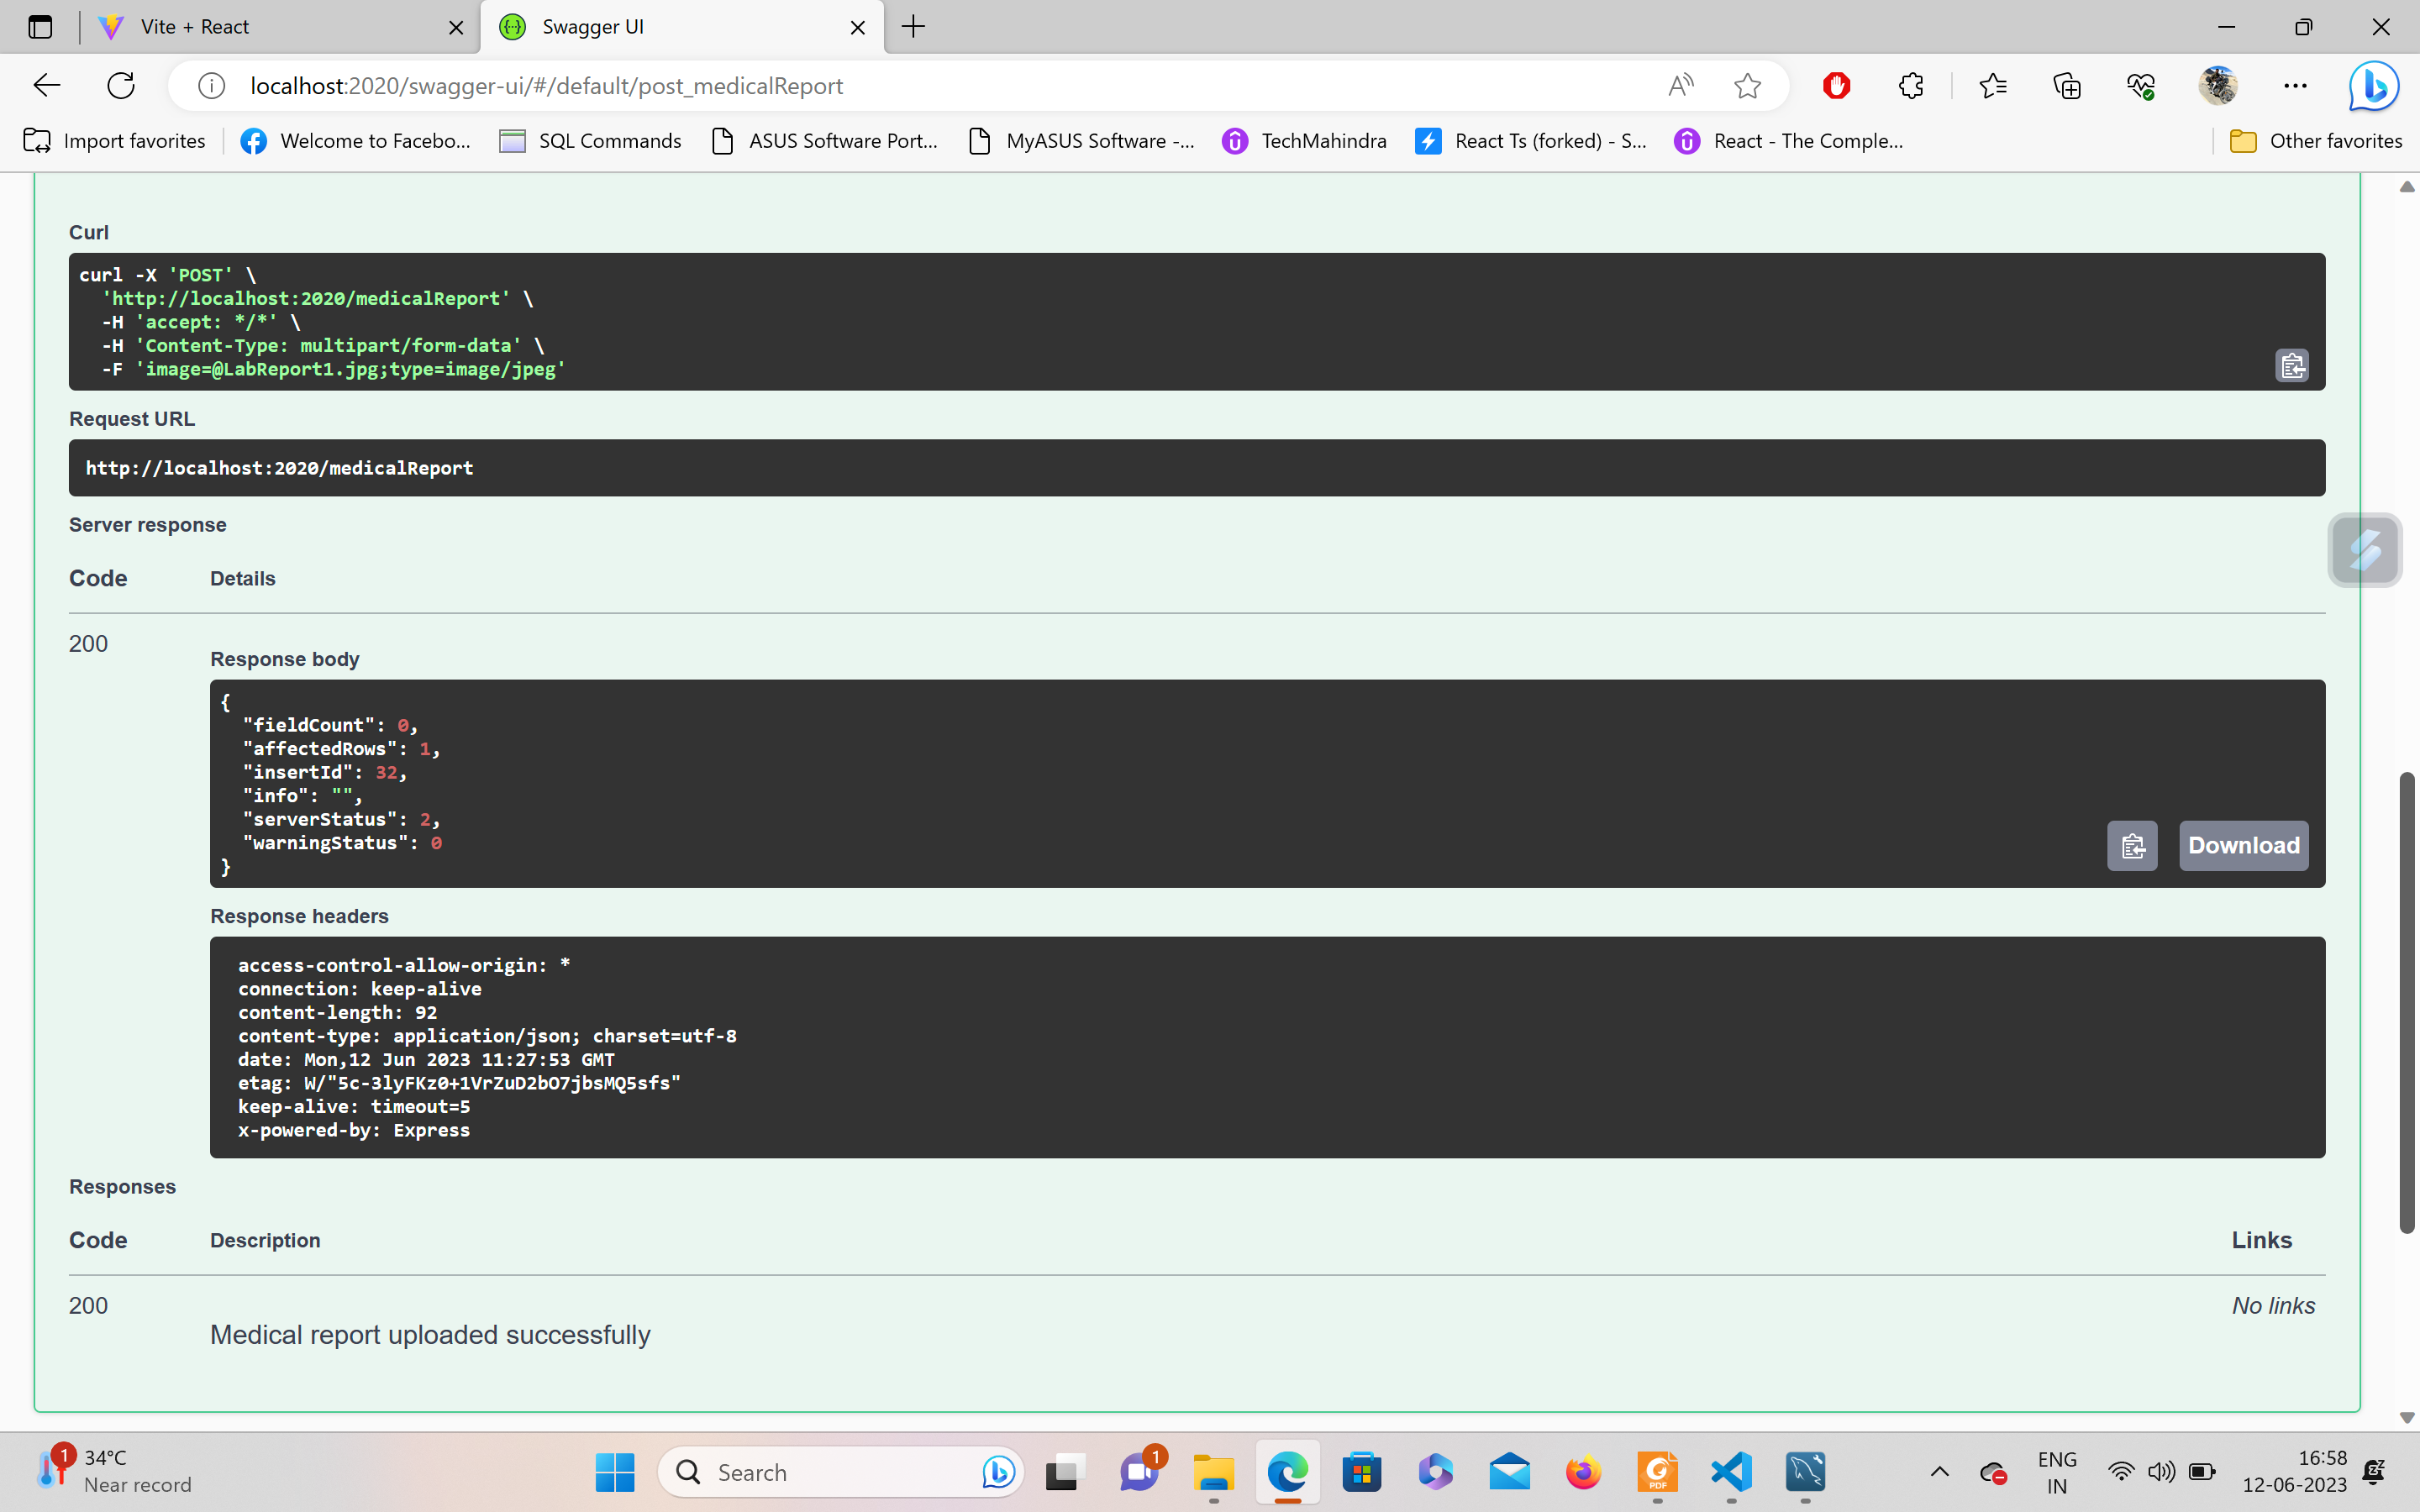 Vite + React
Swagger UI
localhost:2020/swagger-ui/#/default/post_medicalReport
Import favorites
Welcome to Facebo...
SQL Commands
ASUS Software Port...
MyASUS Software -...
TechMahindra
React Ts (forked) - S...
React - The Comple...
Other favorites
Curl
curl -X 'POST' \
'http://localhost:2020/medicalReport' \
-H 'accept: */*' \
-H 'Content-Type: multipart/form-data' \
-F 'image=@LabReport1.jpg;type=image/jpeg'
Request URL
http://localhost:2020/medicalReport
Server response
Code Details
200
Response body
{
"fieldCount": 0,
"affectedRows": 1,
"insertId": 32,
"info": "",
"serverStatus": 2,
"warningStatus": 0
}
Download
Response headers
access-control-allow-origin: *
connection: keep-alive
content-length: 92
content-type: application/json; charset=utf-8
date: Mon,12 Jun 2023 11:27:53 GMT
etag: W/"5c-3lyFKz0+1VrZuD2bO7jbsMQ5sfs"
keep-alive: timeout=5
x-powered-by: Express
Responses
Code Description Links
200 No links
Medical report uploaded successfully
1
34°C
Near record
Search
1
PDF
ENG
IN
16:58
12-06-2023